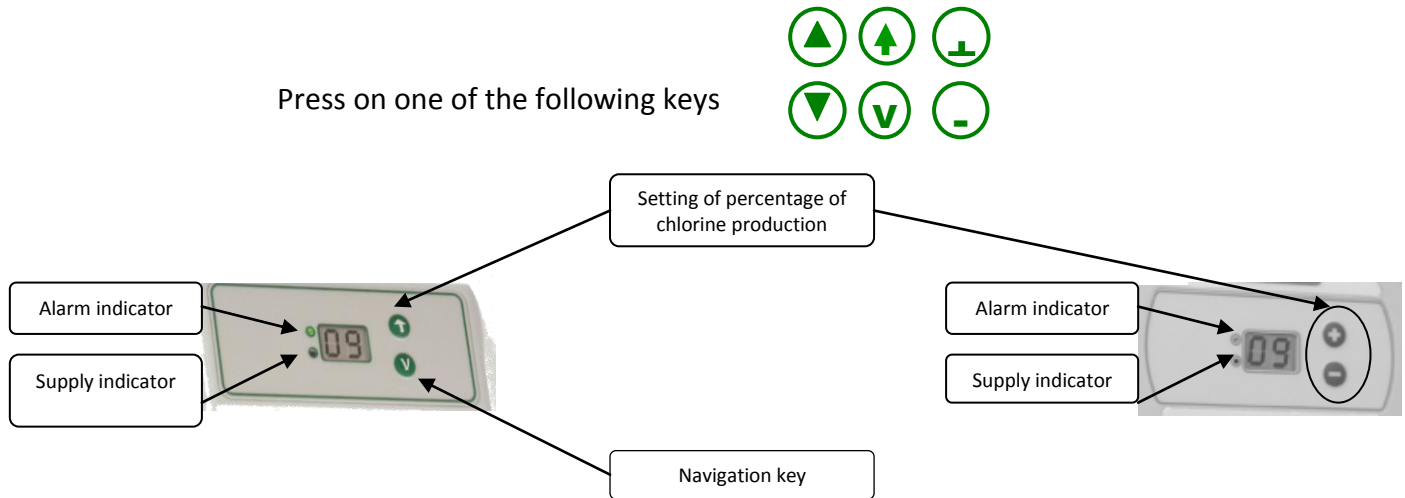 Press on one of the following keys
v
-
Setting of percentage of
chlorine production
Alarm indicator
Supply indicator
09
v
Navigation key
Alarm indicator
Supply indicator
09
+
-